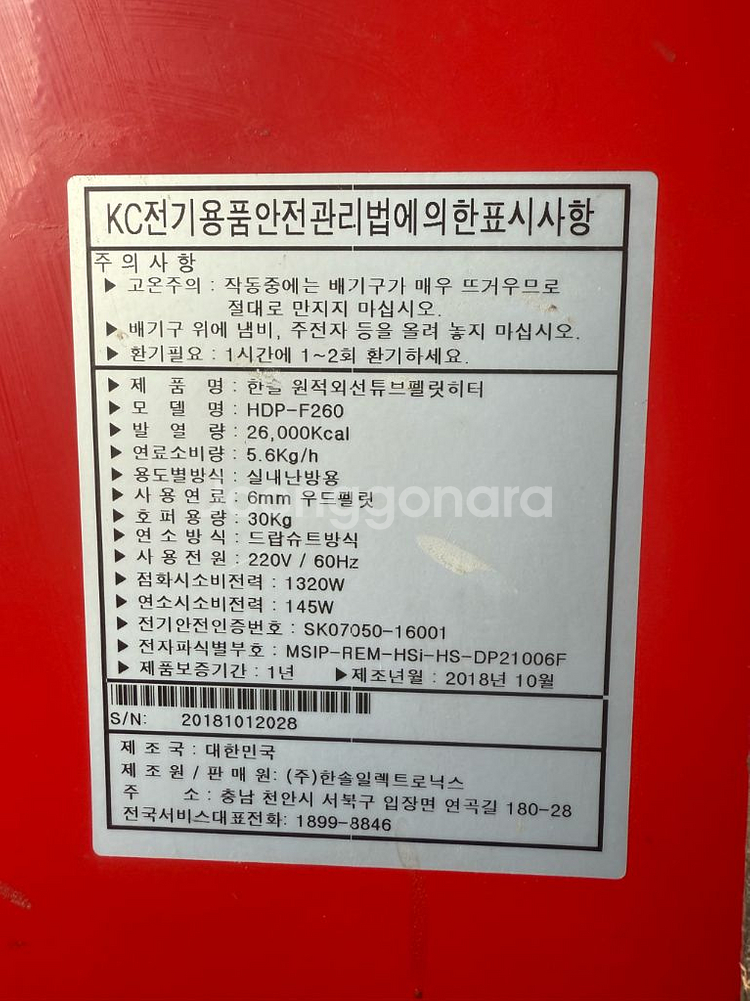 KC전기용품안전관리법에의한표시사항
주 의 사 항
▶ 고온주의 : 작동중에는 배기구가 매우 뜨거우므로
절대로 만지지 마십시오.
▶ 배기구 위에 냄비, 주전자 등을 올려 놓지 마십시오.
▶ 환기필요 : 1시간에 1~2회 환기하세요.
▶ 제 품 명 : 한솔 원적외선튜브펠릿히터
▶ 모 델 명 : HDP-F260
▶ 발 열 량 : 26,000Kcal
▶ 연료소비량 : 5.6Kg/h
▶ 용도별방식 : 실내난방용
▶ 사 용 연 료 : 6mm 우드펠릿
▶ 호 퍼 용 량 : 30Kg
▶ 연 소 방 식 : 드랍슈트방식
▶ 사 용 전 원 : 220V / 60Hz
▶ 점화시소비전력 : 1320W
▶ 연소시소비전력 : 145W
▶ 전기안전인증번호 : SK07050-16001
▶ 전자파식별부호 : MSIP-REM-HSi-HS-DP21006F
▶ 제품보증기간 : 1년 ▶제조년월 : 2018년 10월
S/N: 20181012028
제 조 국 : 대한민국
제 조 원 / 판 매 원: (주)한솔일렉트로닉스
주 소 : 충남 천안시 서북구 입장면 연곡길 180-28
전국서비스대표전화: 1899-8846